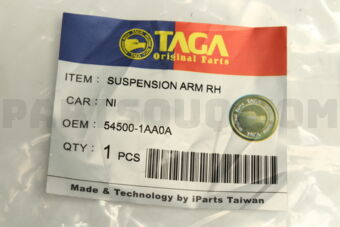 TAGA
Original Parts
ITEM : SUSPENSION ARM RH
CAR : NI
OEM : 54500-1AA0A
QTY : 1 PCS
Made & Technology by iParts Taiwan